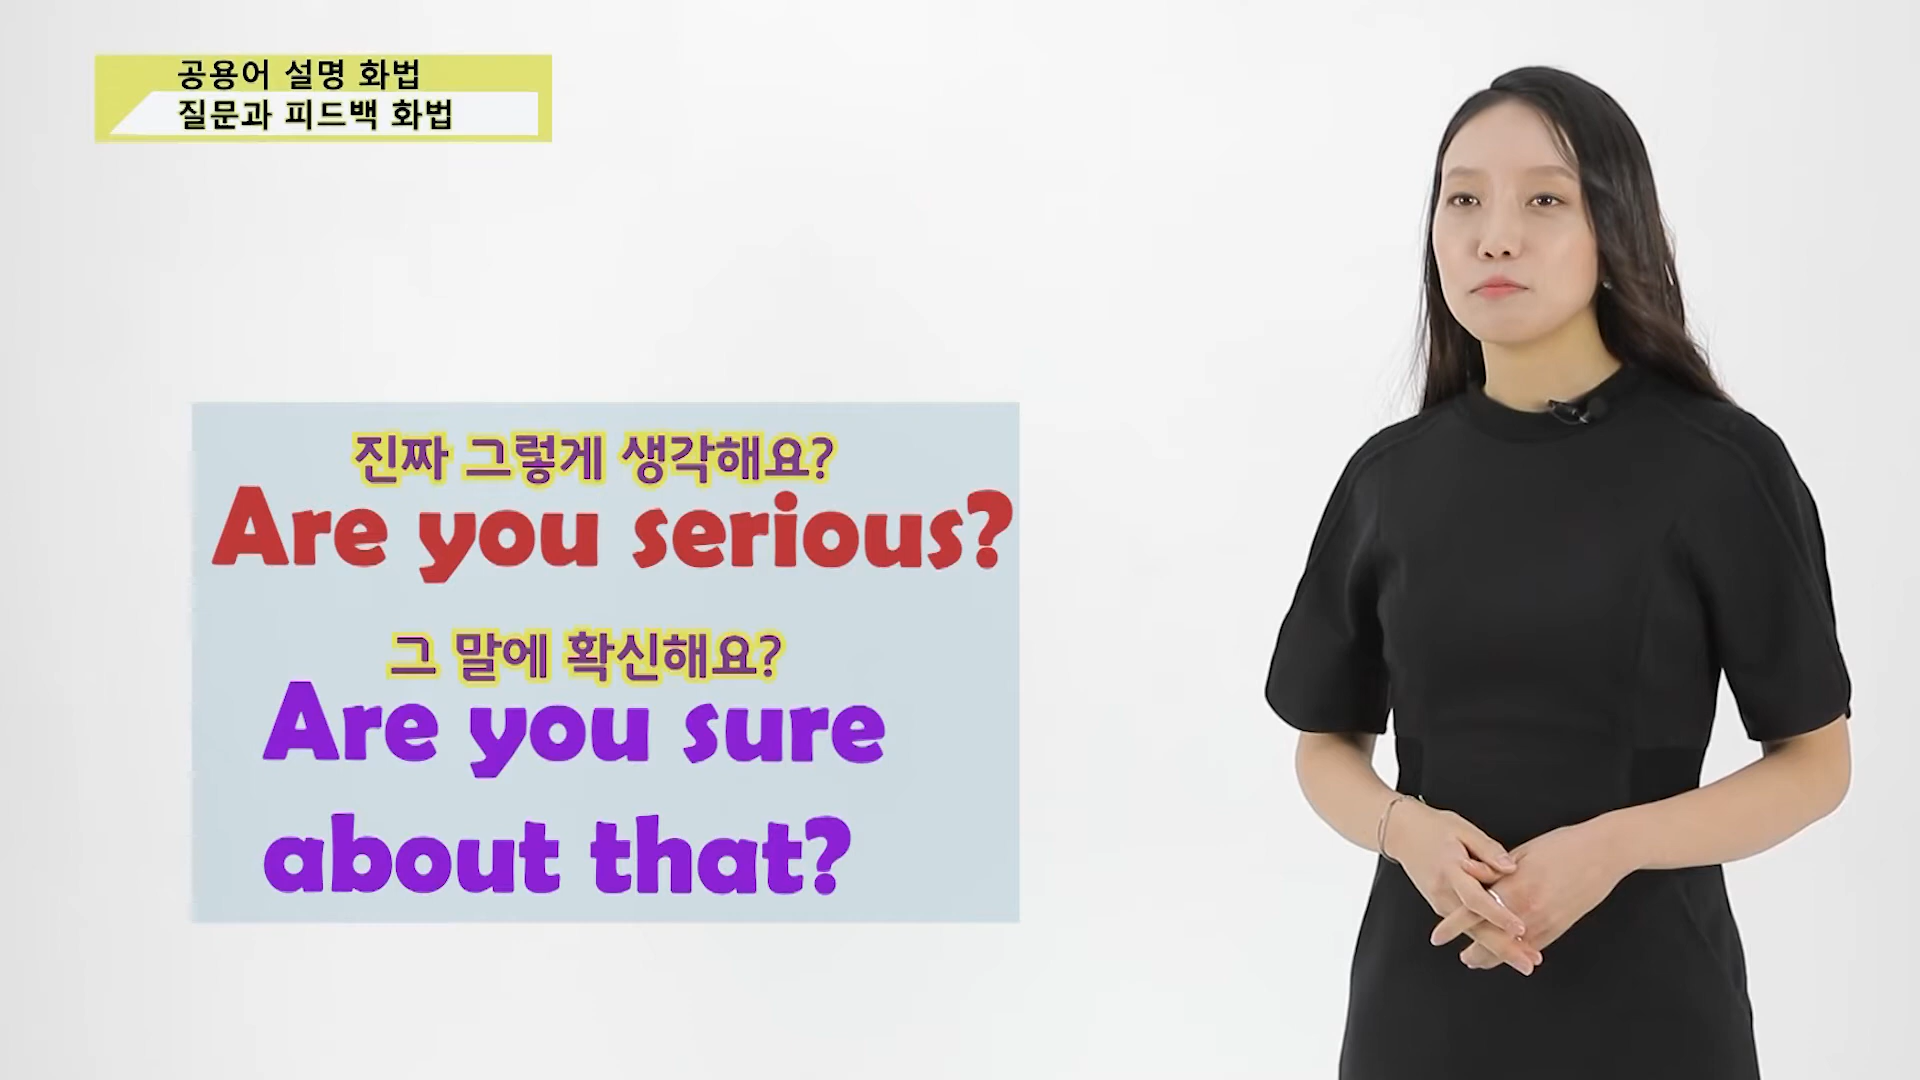 공용어 설명 화법
질문과 피드백 화법
진짜 그렇게 생각해요?
Are you serious?
그 말에 확신해요?
Are you sure
about that?